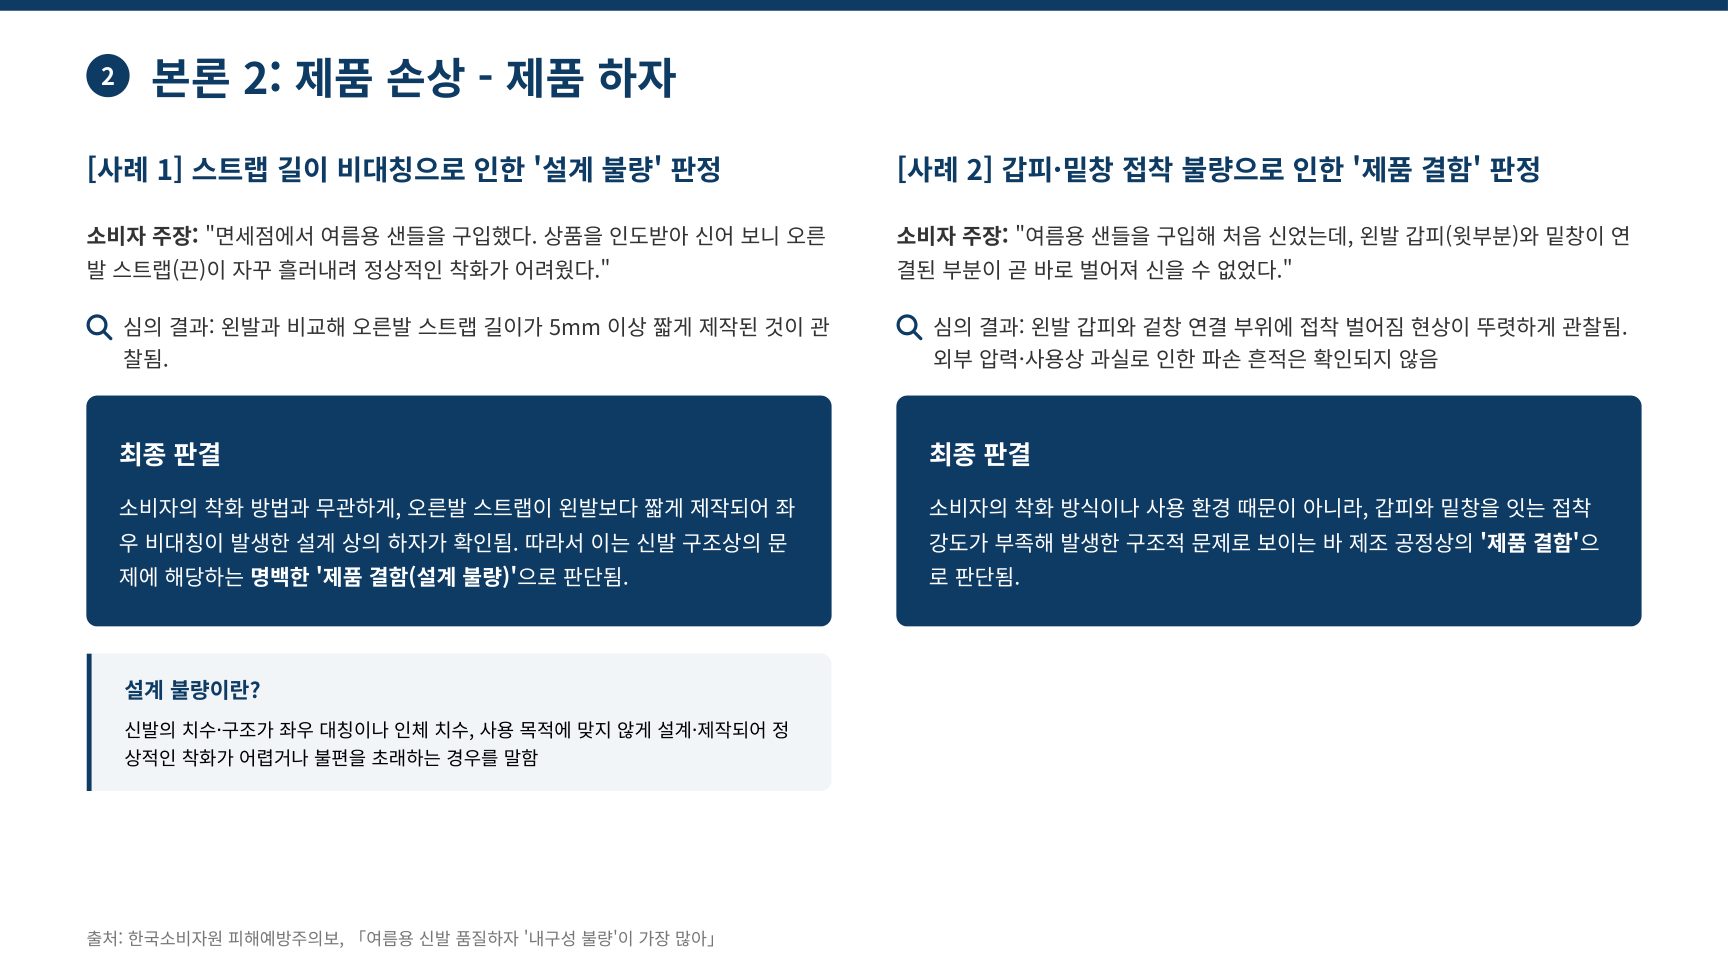 2 본론 2: 제품 손상 - 제품 하자
[사례 1] 스트랩 길이 비대칭으로 인한 '설계 불량' 판정
소비자 주장: "면세점에서 여름용 샌들을 구입했다. 상품을 인도받아 신어 보니 오른
발 스트랩(끈)이 자꾸 흘러내려 정상적인 착화가 어려웠다."
심의 결과: 왼발과 비교해 오른발 스트랩 길이가 5mm 이상 짧게 제작된 것이 관
찰됨.
최종 판결
소비자의 착화 방법과 무관하게, 오른발 스트랩이 왼발보다 짧게 제작되어 좌
우 비대칭이 발생한 설계 상의 하자가 확인됨. 따라서 이는 신발 구조상의 문
제에 해당하는 명백한 '제품 결함(설계 불량)'으로 판단됨.
설계 불량이란?
신발의 치수·구조가 좌우 대칭이나 인체 치수, 사용 목적에 맞지 않게 설계·제작되어 정
상적인 착화가 어렵거나 불편을 초래하는 경우를 말함
[사례 2] 갑피·밑창 접착 불량으로 인한 '제품 결함' 판정
소비자 주장: "여름용 샌들을 구입해 처음 신었는데, 왼발 갑피(윗부분)와 밑창이 연
결된 부분이 곧 바로 벌어져 신을 수 없었다."
심의 결과: 왼발 갑피와 겉창 연결 부위에 접착 벌어짐 현상이 뚜렷하게 관찰됨.
외부 압력·사용상 과실로 인한 파손 흔적은 확인되지 않음
최종 판결
소비자의 착화 방식이나 사용 환경 때문이 아니라, 갑피와 밑창을 잇는 접착
강도가 부족해 발생한 구조적 문제로 보이는 바 제조 공정상의 '제품 결함'으
로 판단됨.
출처: 한국소비자원 피해예방주의보, 「여름용 신발 품질하자 '내구성 불량'이 가장 많아」